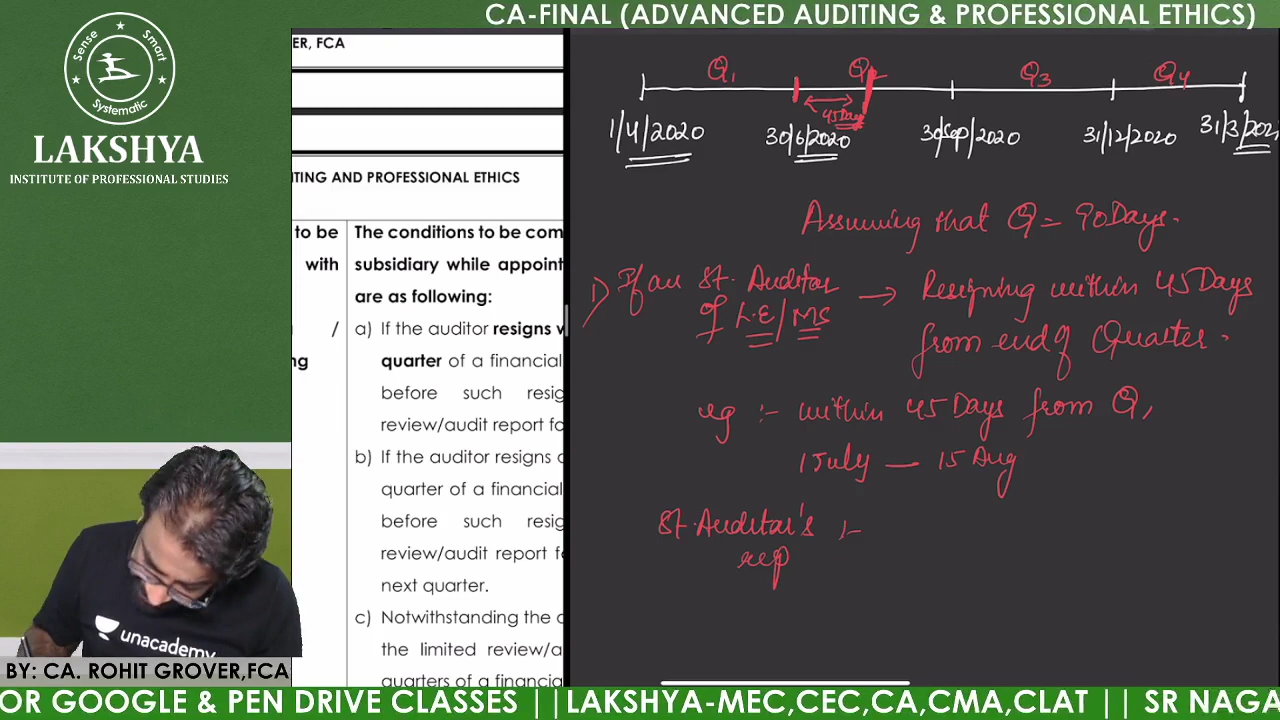 CA-FINAL (ADVANCED AUDITING & PROFESSIONAL ETHICS)
Sense
Smart
Systematic
LAKSHYA
INSTITUTE OF PROFESSIONAL STUDIES
ER, FCA
TING AND PROFESSIONAL ETHICS
to be
with
/
ng
The conditions to be com
subsidiary while appoint
are as following:
a) If the auditor resigns w
quarter of a financial
before such resig
review/audit report fo
b) If the auditor resigns a
quarter of a financial
before such resig
review/audit report fo
next quarter.
c) Notwithstanding the a
the limited review/a
quarters of a financia
Q1 Q2 Q3 Q4
45 Days
1/4/2020 30/6/2020 30/Sep/2020 31/12/2020 31/3/2021
Assuming that Q = 90 Days.
1) If an St. Auditor of L.E/MS → Resigning within 45 Days
from end of Quarter.
eg :- within 45 Days from Q1
1 July — 15 Aug
St. Auditor's :-
rep
unacademy
BY: CA. ROHIT GROVER,FCA
OR GOOGLE & PEN DRIVE CLASSES ||LAKSHYA-MEC,CEC,CA,CMA,CLAT || SR NAGA